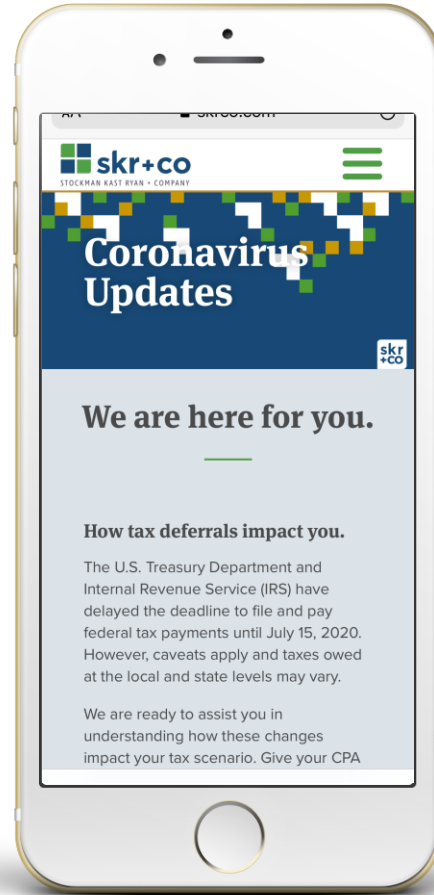 AA skrco.com
skr+co
STOCKMAN KAST RYAN + COMPANY
Coronavirus
Updates
skr
+co
We are here for you.
How tax deferrals impact you.
The U.S. Treasury Department and
Internal Revenue Service (IRS) have
delayed the deadline to file and pay
federal tax payments until July 15, 2020.
However, caveats apply and taxes owed
at the local and state levels may vary.
We are ready to assist you in
understanding how these changes
impact your tax scenario. Give your CPA